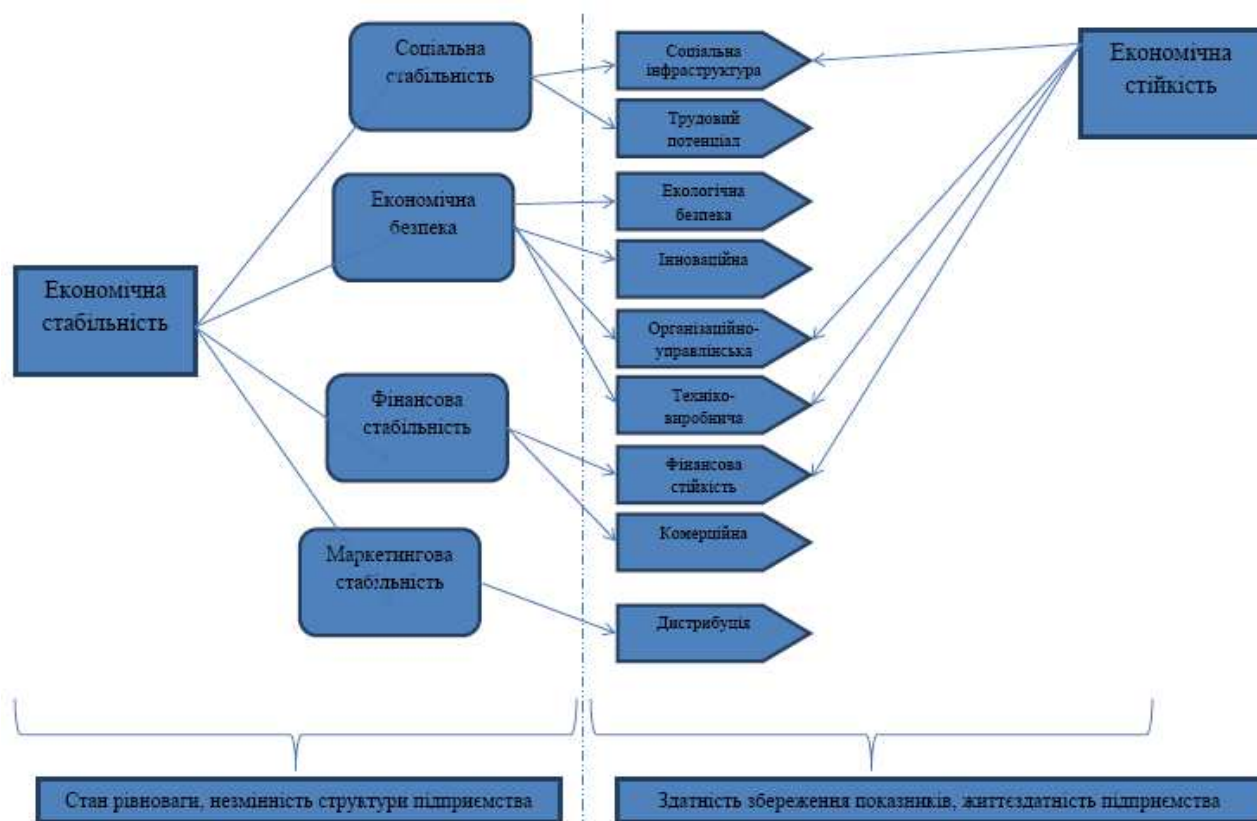 Соціальна
стабільність
Економічна
безпека
Економічна
стабільність
Фінансова
стабільність
Маркетингова
стабільність
Соціальна
інфраструктура
Трудовий
потенціал
Екологічна
безпека
Інноваційна
Організаційно-
управлінська
Техніко-
виробнича
Фінансова
стійкість
Комерційна
Дистрибуція
Економічна
стійкість
Стан рівноваги, незмінність структури підприємства
Здатність збереження показників, життєздатність підприємства